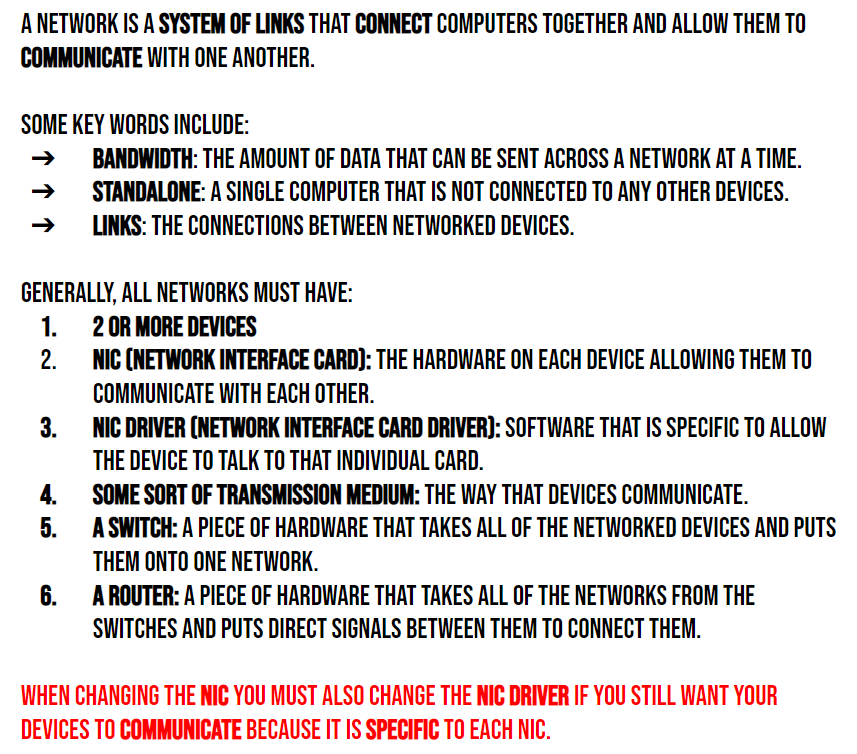 A NETWORK IS A SYSTEM OF LINKS THAT CONNECT COMPUTERS TOGETHER AND ALLOW THEM TO
COMMUNICATE WITH ONE ANOTHER.
SOME KEY WORDS INCLUDE:
➔ BANDWIDTH: THE AMOUNT OF DATA THAT CAN BE SENT ACROSS A NETWORK AT A TIME.
➔ STANDALONE: A SINGLE COMPUTER THAT IS NOT CONNECTED TO ANY OTHER DEVICES.
➔ LINKS: THE CONNECTIONS BETWEEN NETWORKED DEVICES.
GENERALLY, ALL NETWORKS MUST HAVE:
1. 2 OR MORE DEVICES
2. NIC (NETWORK INTERFACE CARD): THE HARDWARE ON EACH DEVICE ALLOWING THEM TO
COMMUNICATE WITH EACH OTHER.
3. NIC DRIVER (NETWORK INTERFACE CARD DRIVER): SOFTWARE THAT IS SPECIFIC TO ALLOW
THE DEVICE TO TALK TO THAT INDIVIDUAL CARD.
4. SOME SORT OF TRANSMISSION MEDIUM: THE WAY THAT DEVICES COMMUNICATE.
5. A SWITCH: A PIECE OF HARDWARE THAT TAKES ALL OF THE NETWORKED DEVICES AND PUTS
THEM ONTO ONE NETWORK.
6. A ROUTER: A PIECE OF HARDWARE THAT TAKES ALL OF THE NETWORKS FROM THE
SWITCHES AND PUTS DIRECT SIGNALS BETWEEN THEM TO CONNECT THEM.
WHEN CHANGING THE NIC YOU MUST ALSO CHANGE THE NIC DRIVER IF YOU STILL WANT YOUR
DEVICES TO COMMUNICATE BECAUSE IT IS SPECIFIC TO EACH NIC.